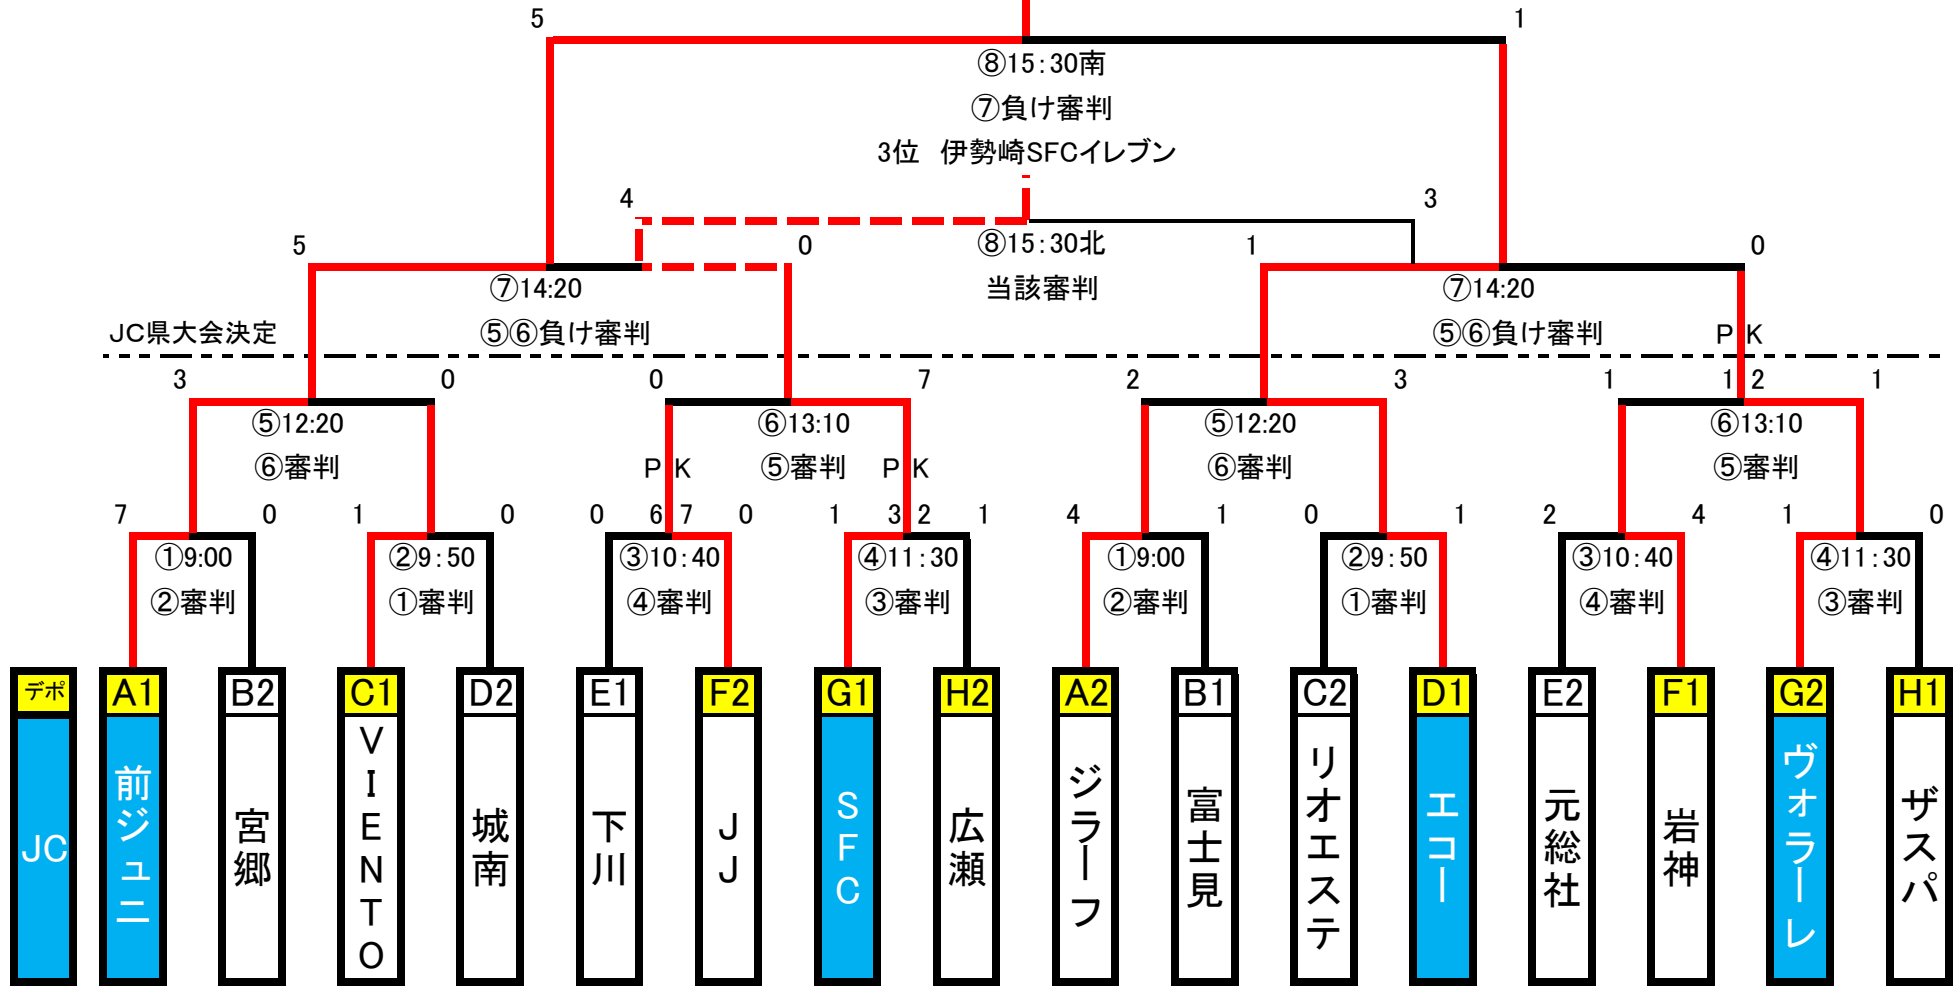 5 1
⑧15:30南
⑦負け審判
3位 伊勢崎SFCイレブン
4 3
5 0 ⑧15:30北 1 0
⑦14:20 当該審判 ⑦14:20
JC県大会決定 ⑤⑥負け審判 ⑤⑥負け審判 PK
3 0 0 7 2 3 1 1 2 1
⑤12:20 ⑥13:10 ⑤12:20 ⑥13:10
⑥審判 PK ⑤審判 PK ⑥審判 ⑤審判
7 0 1 0 0 6 7 0 1 3 2 1 4 1 0 1 2 4 1 0
①9:00 ②9:50 ③10:40 ④11:30 ①9:00 ②9:50 ③10:40 ④11:30
②審判 ①審判 ④審判 ③審判 ②審判 ①審判 ④審判 ③審判
デポ A1 B2 C1 D2 E1 F2 G1 H2 A2 B1 C2 D1 E2 F1 G2 H1
JC
前ジュニ
宮郷
VIENTO
城南
下川
JJ
SFC
広瀬
ジラーフ
富士見
リオエステ
エコー
元総社
岩神
ヴォラーレ
ザスパ